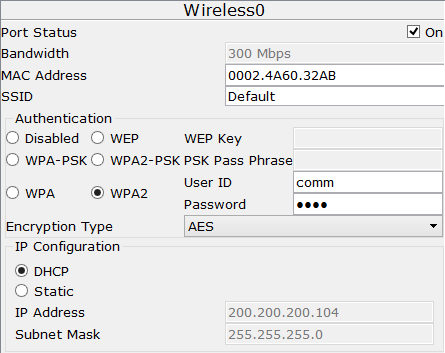 Wireless0
Port Status On
Bandwidth 300 Mbps
MAC Address 0002.4A60.32AB
SSID Default
Authentication
Disabled WEP WEP Key
WPA-PSK WPA2-PSK PSK Pass Phrase
User ID comm
WPA WPA2
Password ●●●●
Encryption Type AES
IP Configuration
DHCP
Static
IP Address 200.200.200.104
Subnet Mask 255.255.255.0